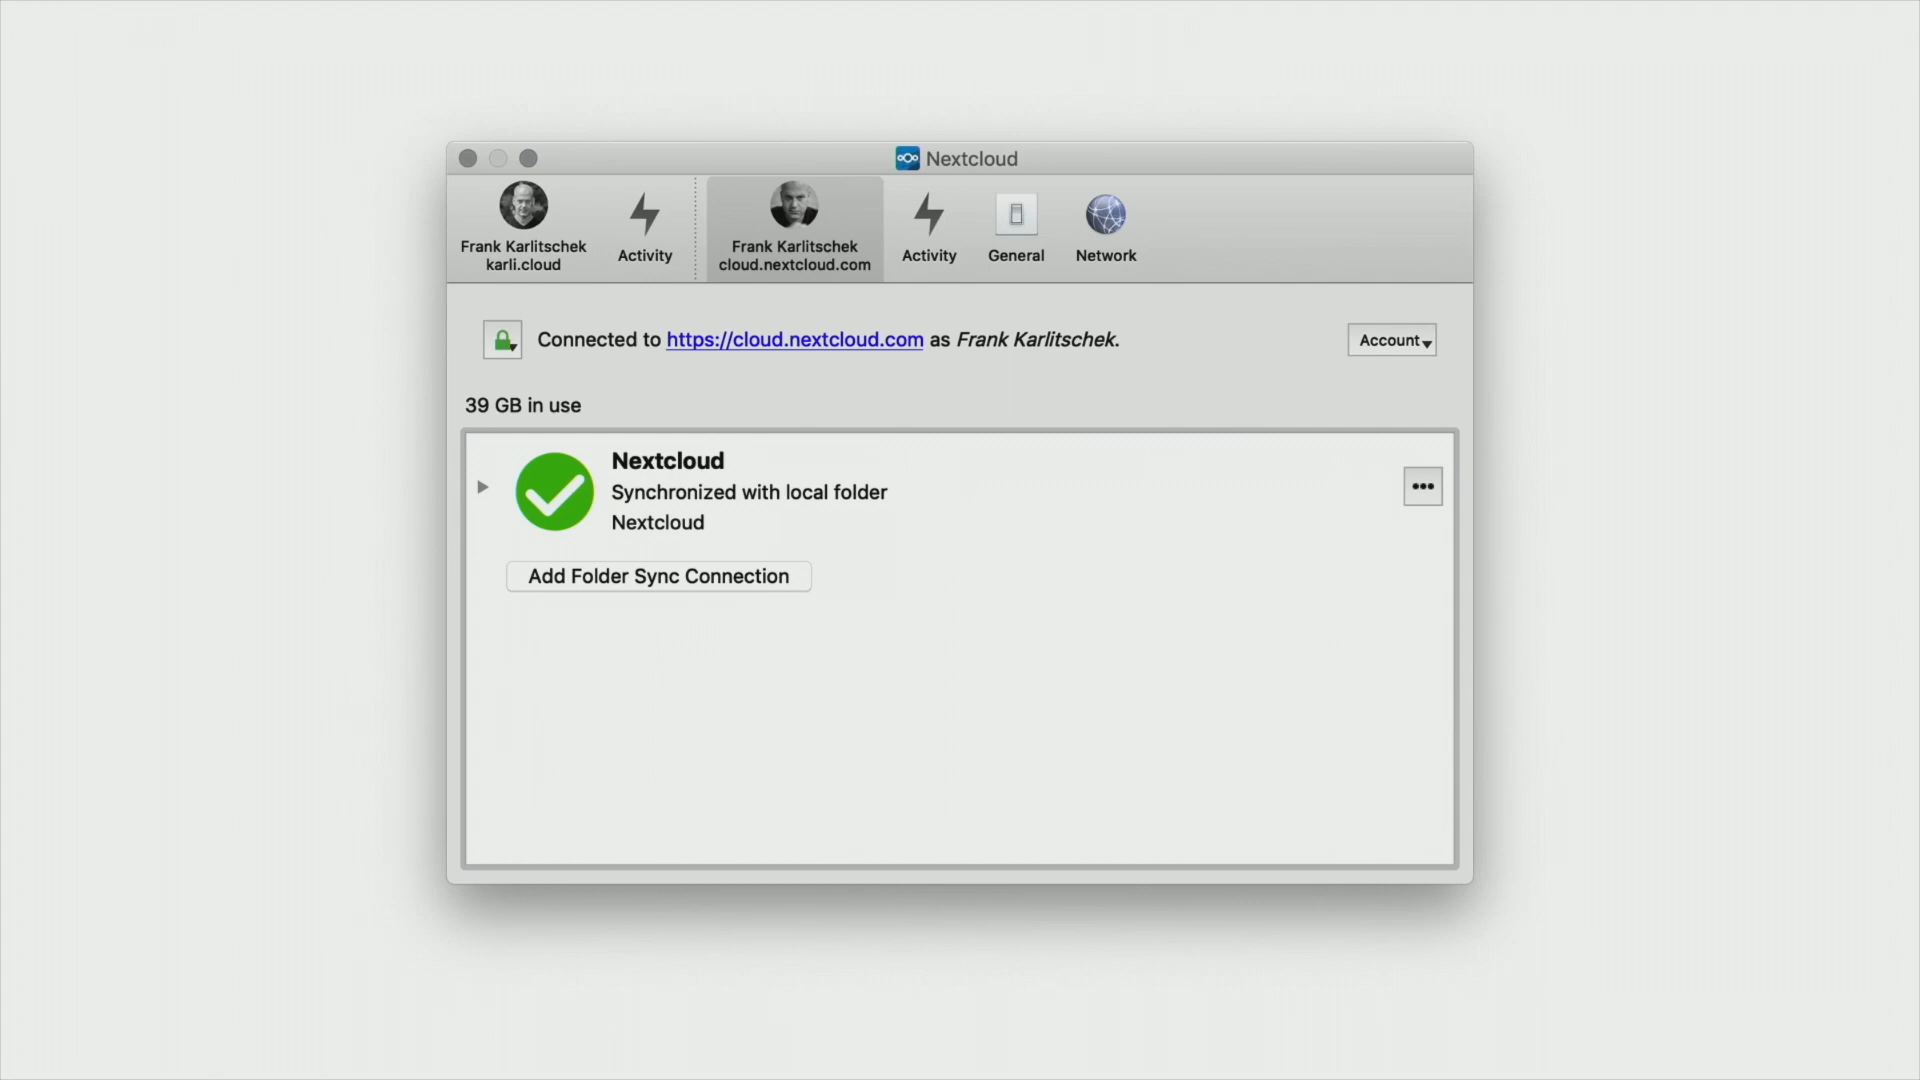 Nextcloud
Frank Karlitschek
karli.cloud
Activity
Frank Karlitschek
cloud.nextcloud.com
Activity
General
Network
Connected to https://cloud.nextcloud.com as Frank Karlitschek.
Account
39 GB in use
Nextcloud
Synchronized with local folder
Nextcloud
Add Folder Sync Connection